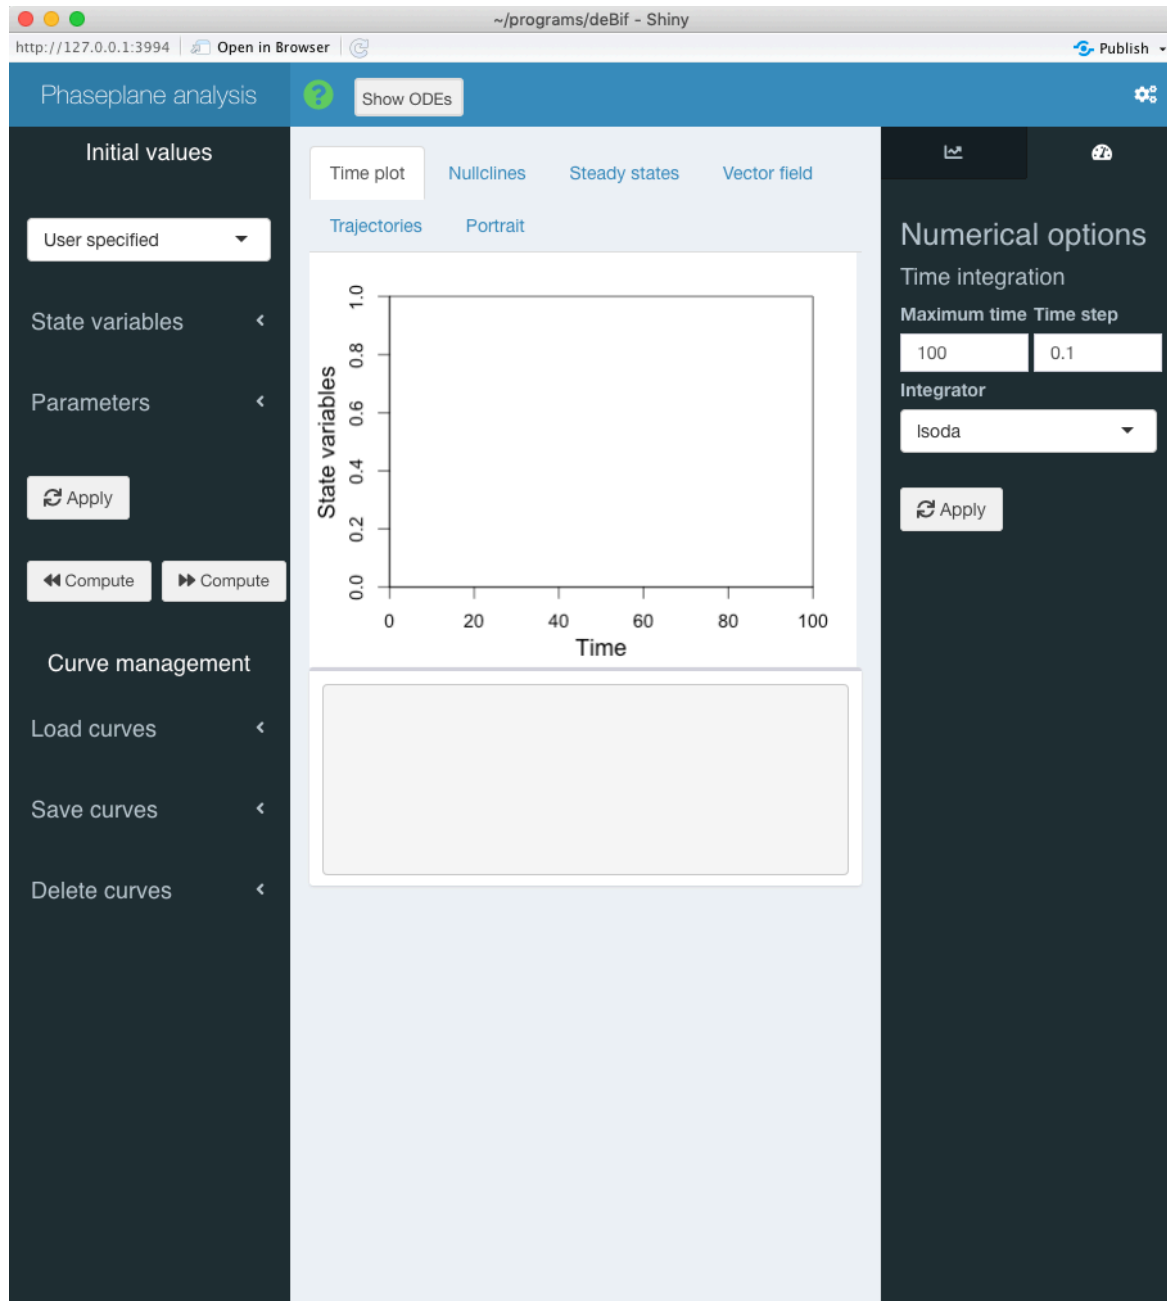 ~/programs/deBif - Shiny
http://127.0.0.1:3994 Open in Browser Publish
Phaseplane analysis
? Show ODEs
Initial values
User specified
State variables
Parameters
Apply
Compute Compute
Curve management
Load curves
Save curves
Delete curves
Time plot Nullclines Steady states Vector field
Trajectories Portrait
State variables
1.0
0.8
0.6
0.4
0.2
0.0
0 20 40 60 80 100
Time
Numerical options
Time integration
Maximum time Time step
100 0.1
Integrator
lsoda
Apply